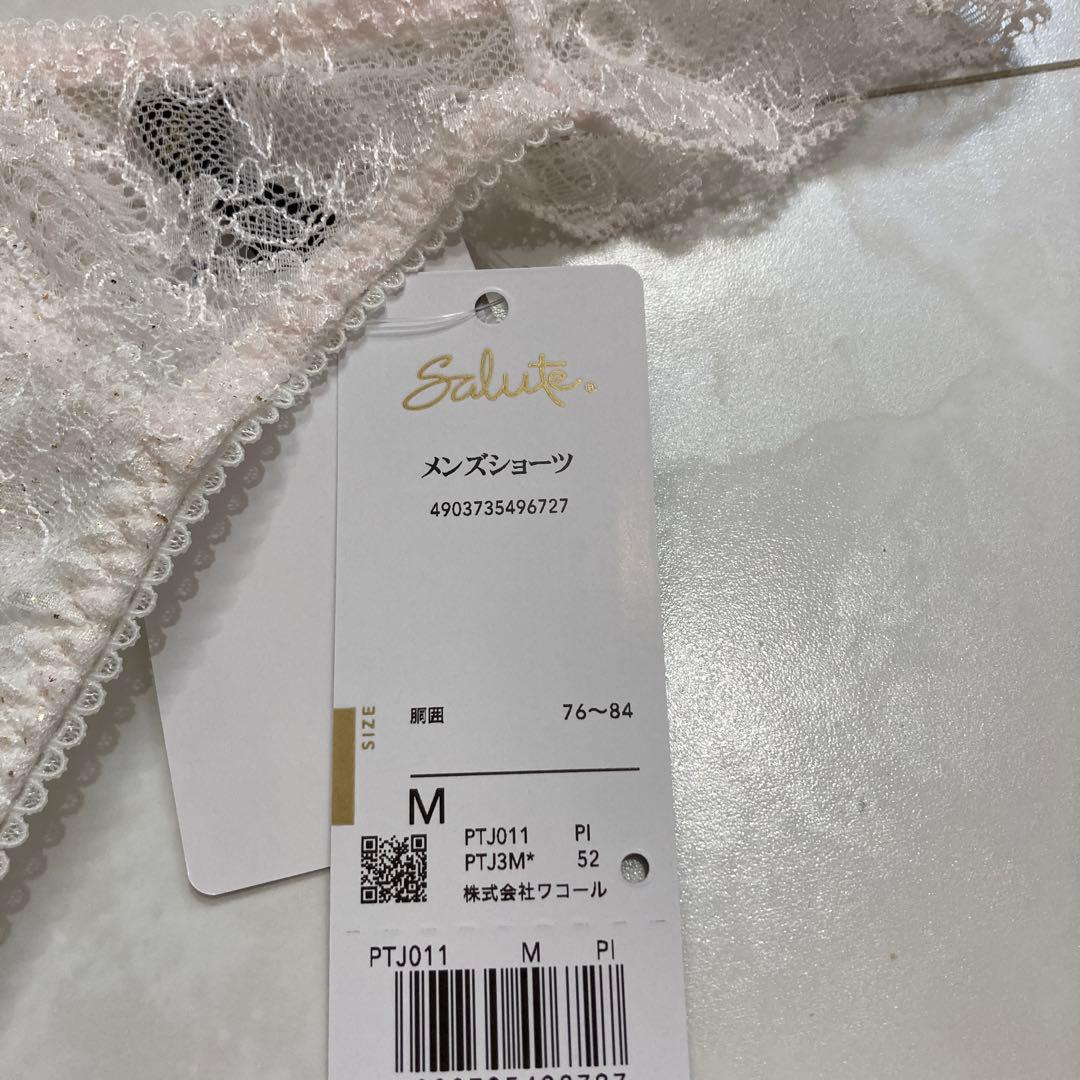 Salute®
メンズショーツ
4903735496727
SIZE
胴囲 76〜84
M
PTJ011 PI
PTJ3M* 52
株式会社ワコール
PTJ011 M PI